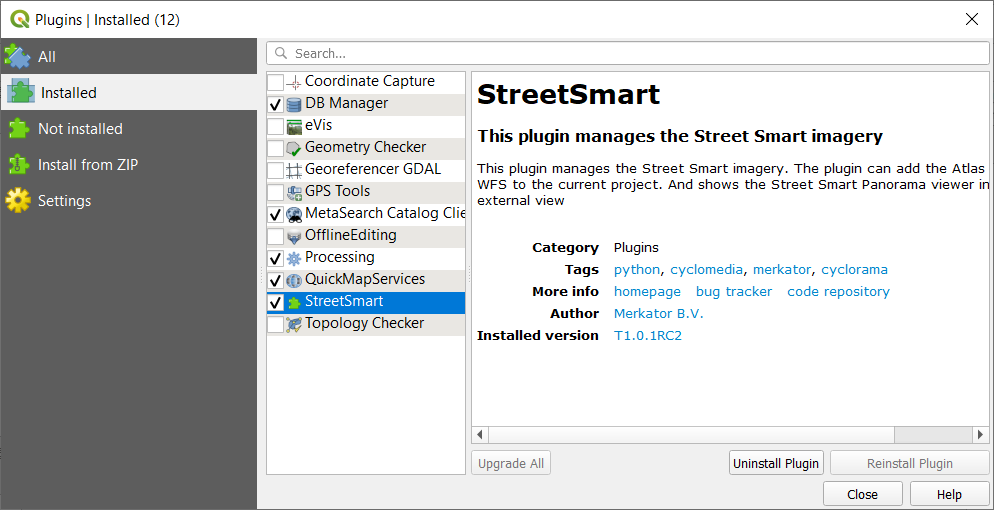 Plugins | Installed (12)
All
Installed
Not installed
Install from ZIP
Settings
Search...
Coordinate Capture
DB Manager
eVis
Geometry Checker
Georeferencer GDAL
GPS Tools
MetaSearch Catalog Clie
OfflineEditing
Processing
QuickMapServices
StreetSmart
Topology Checker
StreetSmart
This plugin manages the Street Smart imagery
This plugin manages the Street Smart imagery. The plugin can add the Atlas
WFS to the current project. And shows the Street Smart Panorama viewer in
external view
Category Plugins
Tags python, cyclomedia, merkator, cyclorama
More info homepage bug tracker code repository
Author Merkator B.V.
Installed version T1.0.1RC2
Upgrade All Uninstall Plugin Reinstall Plugin
Close Help